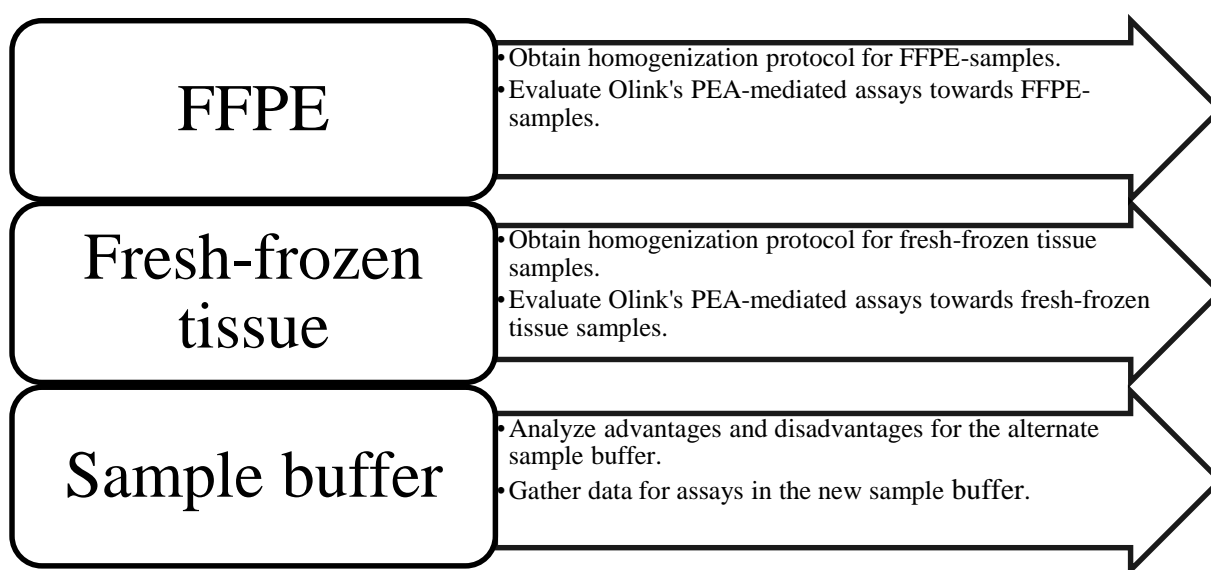 FFPE
•Obtain homogenization protocol for FFPE-samples.
•Evaluate Olink's PEA-mediated assays towards FFPE-
samples.
Fresh-frozen
tissue
•Obtain homogenization protocol for fresh-frozen tissue
samples.
•Evaluate Olink's PEA-mediated assays towards fresh-frozen
tissue samples.
Sample buffer
•Analyze advantages and disadvantages for the alternate
sample buffer.
•Gather data for assays in the new sample buffer.